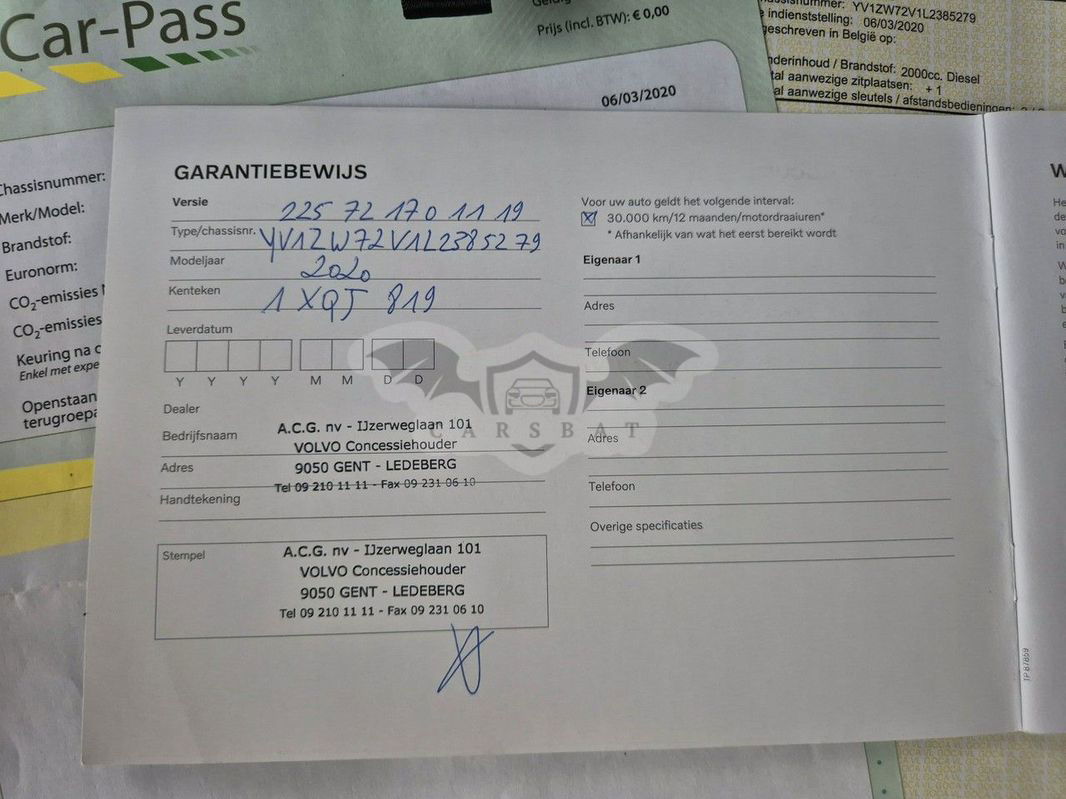 Car-Pass
Prijs (incl. BTW): € 0,00
06/03/2020
YV1ZW72V1L2385279
indienststelling: 06/03/2020
geschreven in België op:
inderinhoud / Brandstof: 2000cc. Diesel
tal aanwezige zitplaatsen: + 1
al aanwezige sleutels / afstandsbedieningen:
Chassisnummer:
Merk/Model:
Brandstof:
Euronorm:
CO2-emissies
CO2-emissies
Keuring na
Enkel met expe
Openstaan
terugroepa
GARANTIEBEWIJS
Versie 225 72 170 11 19
Type/chassisnr. YV1ZW72V1L2385279
Modeljaar 2020
Kenteken 1 XQJ 819
Leverdatum
Y Y Y Y M M D D
Dealer
Bedrijfsnaam
Adres
Handtekening
A.C.G. nv - IJzerweglaan 101
VOLVO Concessiehouder
9050 GENT - LEDEBERG
Tel 09 210 11 11 - Fax 09 231 06 10
Stempel
A.C.G. nv - IJzerweglaan 101
VOLVO Concessiehouder
9050 GENT - LEDEBERG
Tel 09 210 11 11 - Fax 09 231 06 10
Voor uw auto geldt het volgende interval:
30.000 km/12 maanden/motordraaiuren*
* Afhankelijk van wat het eerst bereikt wordt
Eigenaar 1
Adres
Telefoon
Eigenaar 2
Adres
Telefoon
Overige specificaties
CARSBAT
TP 87859